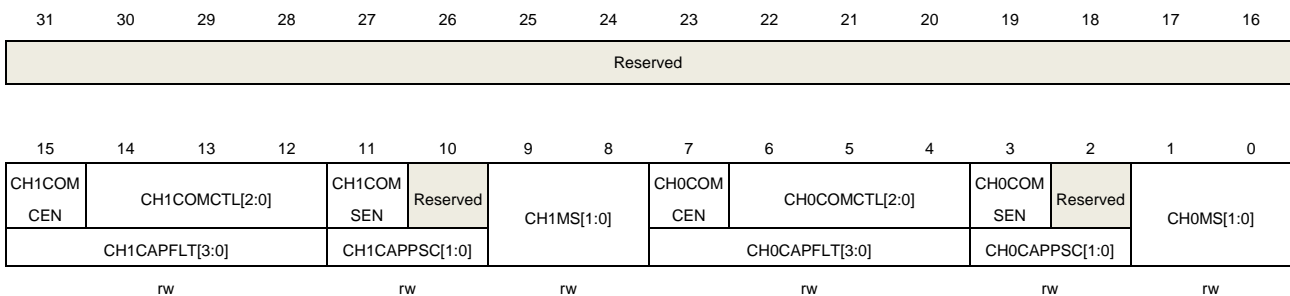 31 30 29 28 27 26 25 24 23 22 21 20 19 18 17 16
Reserved
15 14 13 12 11 10 9 8 7 6 5 4 3 2 1 0
CH1COM CEN CH1COMCTL[2:0] CH1COM SEN Reserved CH1MS[1:0] CH0COM CEN CH0COMCTL[2:0] CH0COM SEN Reserved CH0MS[1:0]
CH1CAPFLT[3:0] CH1CAPPSC[1:0] CH0CAPFLT[3:0] CH0CAPPSC[1:0]
rw rw rw rw rw rw